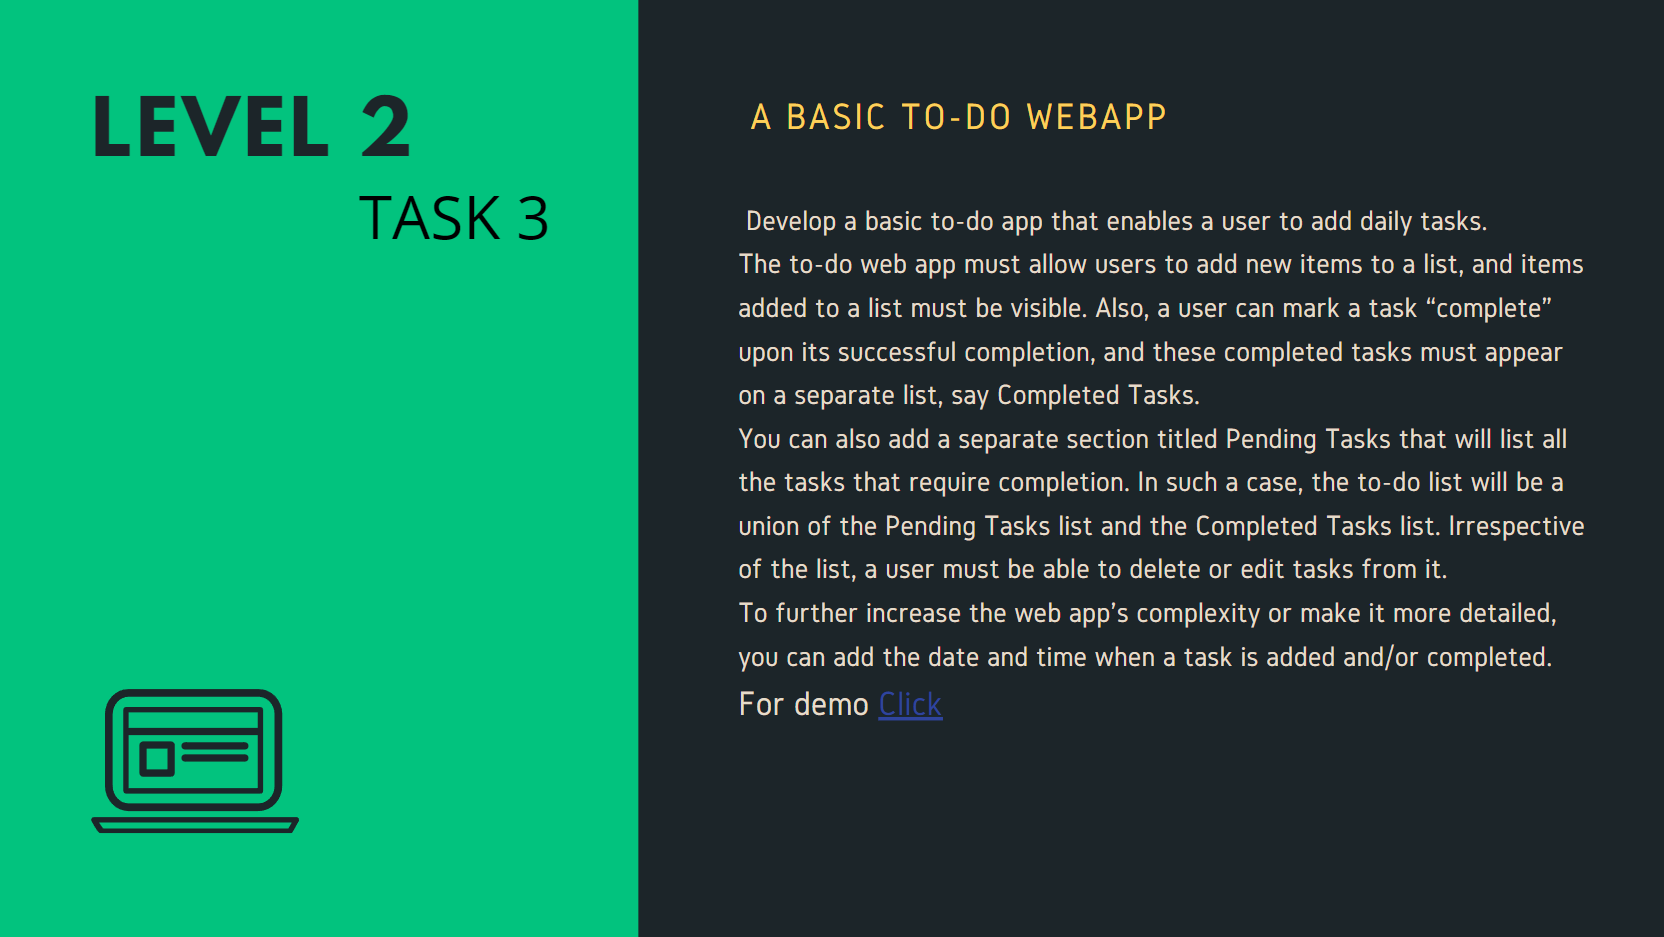 LEVEL 2
TASK 3
A BASIC TO-DO WEBAPP
Develop a basic to-do app that enables a user to add daily tasks.
The to-do web app must allow users to add new items to a list, and items
added to a list must be visible. Also, a user can mark a task “complete”
upon its successful completion, and these completed tasks must appear
on a separate list, say Completed Tasks.
You can also add a separate section titled Pending Tasks that will list all
the tasks that require completion. In such a case, the to-do list will be a
union of the Pending Tasks list and the Completed Tasks list. Irrespective
of the list, a user must be able to delete or edit tasks from it.
To further increase the web app’s complexity or make it more detailed,
you can add the date and time when a task is added and/or completed.
For demo Click